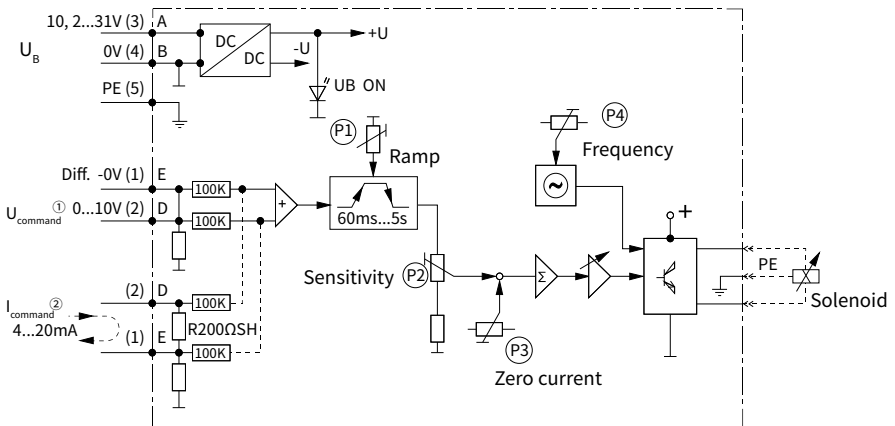 10, 2...31V (3) A
U_B
0V (4) B
DC
DC
+U
-U
UB ON
PE (5)
P1
Ramp
P4
Frequency
Diff. -0V (1) E
100K
+
60ms...5s
~
U_command ① 0...10V (2) D
100K
+
Sensitivity P2
Σ
PE
Solenoid
I_command ② (2) D
100K
4...20mA
R200ΩSH
(1) E
100K
P3
Zero current